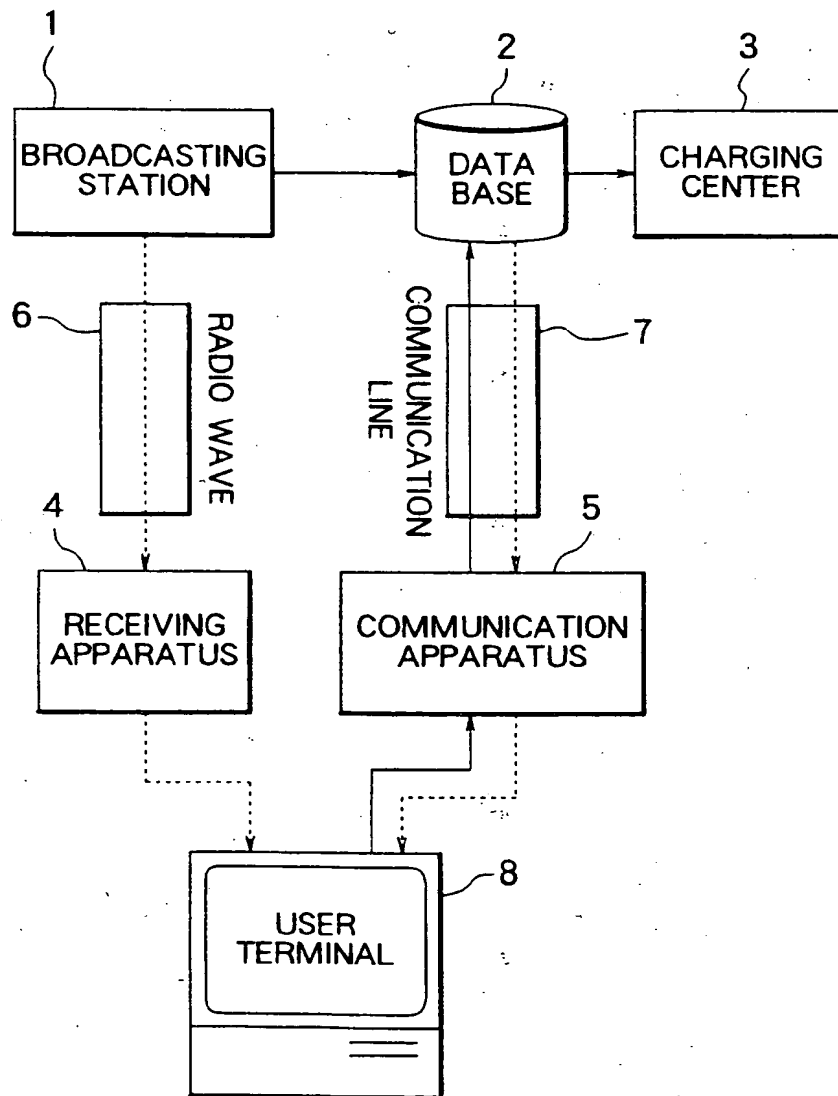 1
2
3
BROADCASTING
STATION
DATA
BASE
CHARGING
CENTER
6
RADIO WAVE
COMMUNICATION
LINE
7
4
5
RECEIVING
APPARATUS
COMMUNICATION
APPARATUS
8
USER
TERMINAL